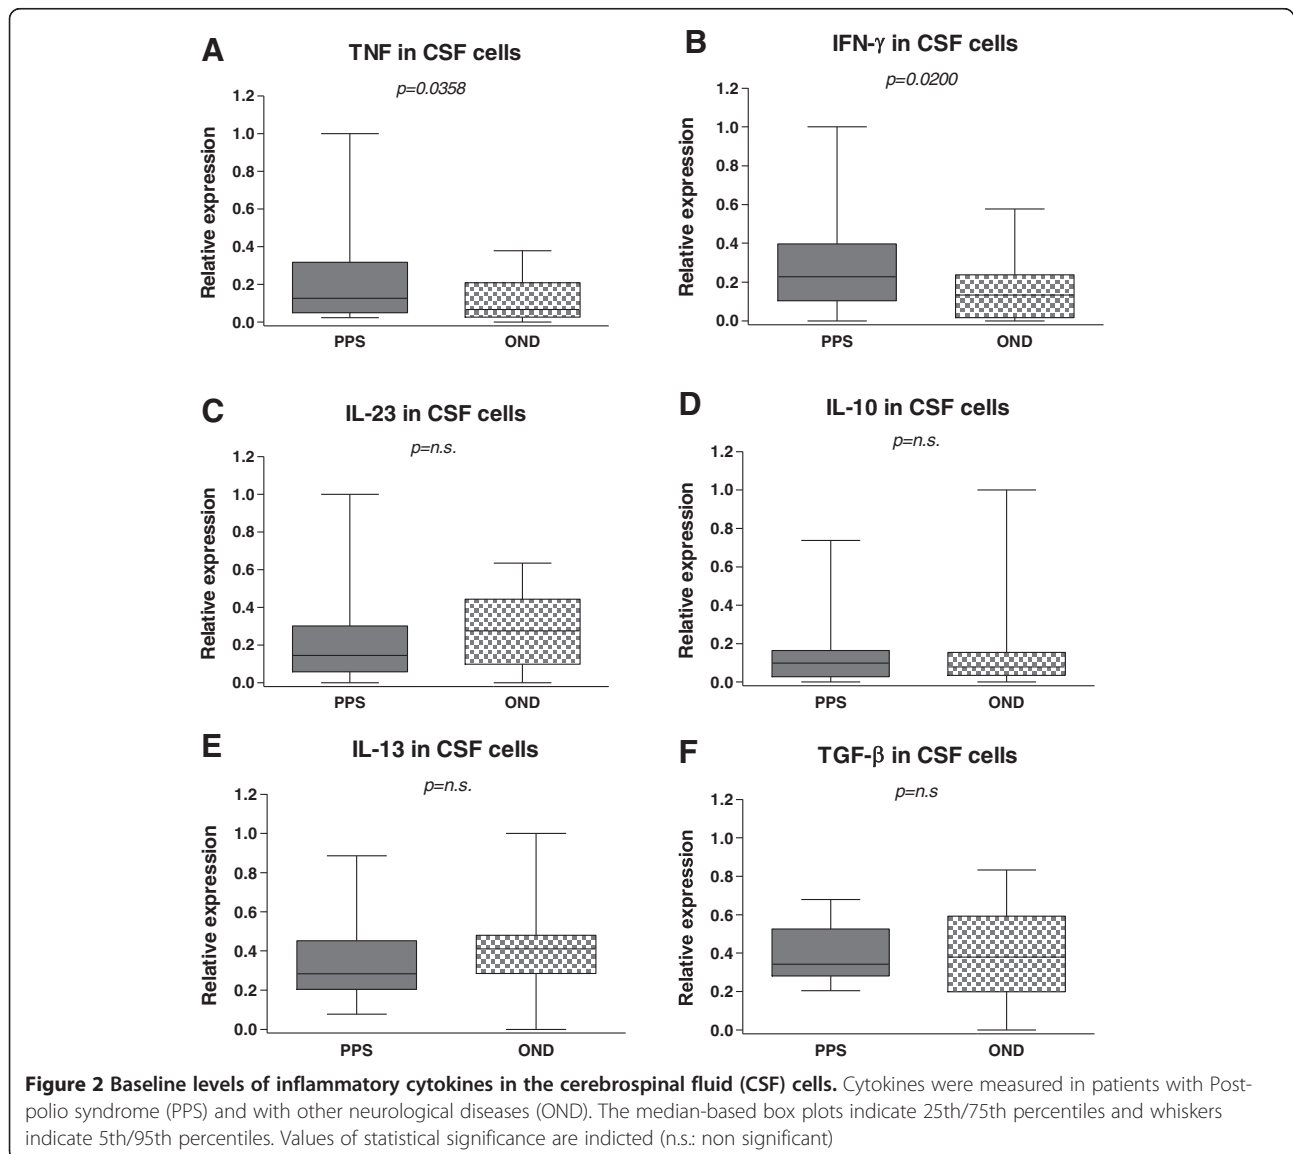 A
TNF in CSF cells
p=0.0358
Relative expression
1.2
1.0
0.8
0.6
0.4
0.2
0.0
PPS OND
B
IFN-γ in CSF cells
p=0.0200
Relative expression
1.2
1.0
0.8
0.6
0.4
0.2
0.0
PPS OND
C
IL-23 in CSF cells
p=n.s.
Relative expression
1.2
1.0
0.8
0.6
0.4
0.2
0.0
PPS OND
D
IL-10 in CSF cells
p=n.s.
Relative expression
1.2
1.0
0.8
0.6
0.4
0.2
0.0
PPS OND
E
IL-13 in CSF cells
p=n.s.
Relative expression
1.2
1.0
0.8
0.6
0.4
0.2
0.0
PPS OND
F
TGF-β in CSF cells
p=n.s
Relative expression
1.2
1.0
0.8
0.6
0.4
0.2
0.0
PPS OND
Figure 2 Baseline levels of inflammatory cytokines in the cerebrospinal fluid (CSF) cells. Cytokines were measured in patients with Post-
polio syndrome (PPS) and with other neurological diseases (OND). The median-based box plots indicate 25th/75th percentiles and whiskers
indicate 5th/95th percentiles. Values of statistical significance are indicted (n.s.: non significant)